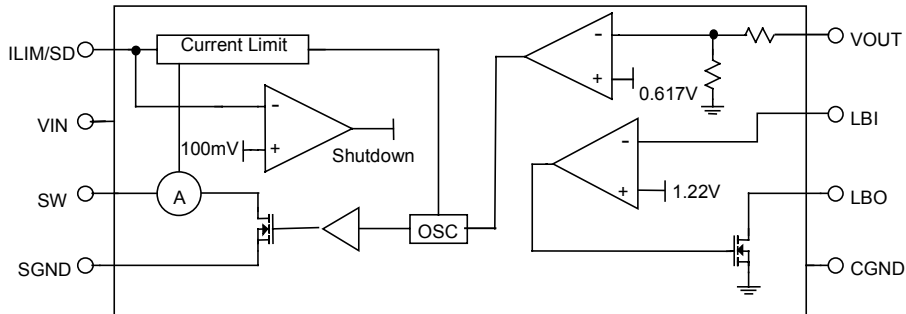 ILIM/SD
Current Limit
VOUT
-
+
0.617V
VIN
-
+
100mV
Shutdown
LBI
-
+
1.22V
SW
A
LBO
OSC
SGND
CGND